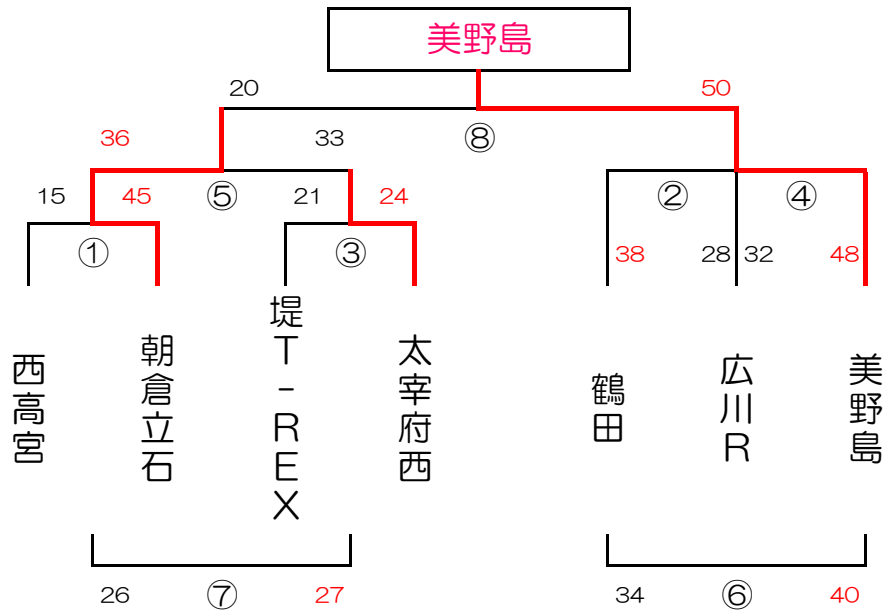 美野島
20 50
36 33 ⑧
15 45 ⑤ 21 24 ② ④
① ③ 38 28 32 48
西高宮
朝倉立石
堤T-REX
太宰府西
鶴田
広川R
美野島
26 ⑦ 27 34 ⑥ 40